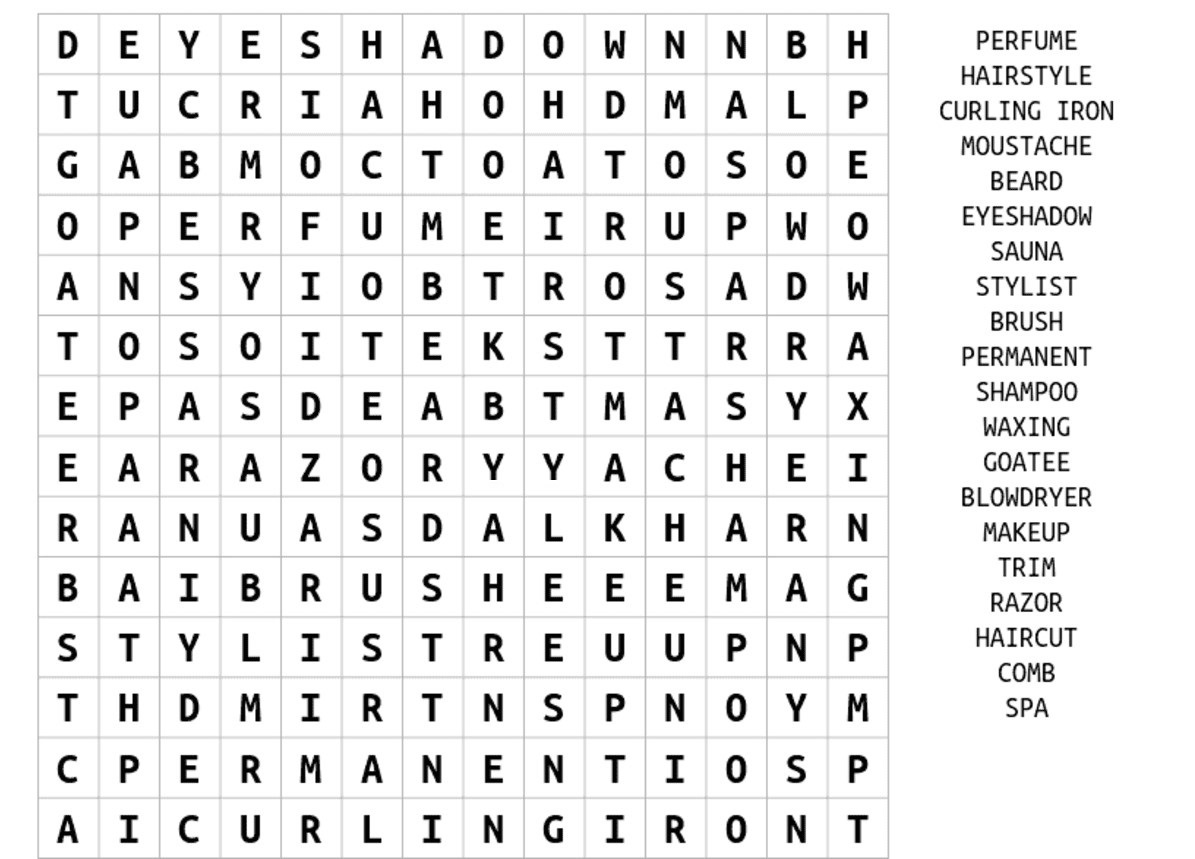 D E Y E S H A D O W N N B H
T U C R I A H O H D M A L P
G A B M O C T O A T O S O E
O P E R F U M E I R U P W O
A N S Y I O B T R O S A D W
T O S O I T E K S T T R R A
E P A S D E A B T M A S Y X
E A R A Z O R Y Y A C H E I
R A N U A S D A L K H A R N
B A I B R U S H E E E M A G
S T Y L I S T R E U U P N P
T H D M I R T N S P N O Y M
C P E R M A N E N T I O S P
A I C U R L I N G I R O N T
PERFUME
HAIRSTYLE
CURLING IRON
MOUSTACHE
BEARD
EYESHADOW
SAUNA
STYLIST
BRUSH
PERMANENT
SHAMPOO
WAXING
GOATEE
BLOWDRYER
MAKEUP
TRIM
RAZOR
HAIRCUT
COMB
SPA